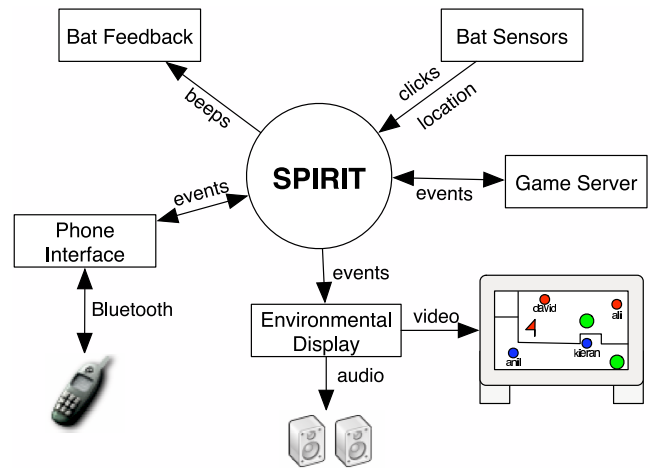 Bat Feedback
Bat Sensors
beeps
clicks
location
SPIRIT
events
events
Game Server
Phone
Interface
events
Bluetooth
Environmental
Display
video
audio
david
ali
anil
kieran